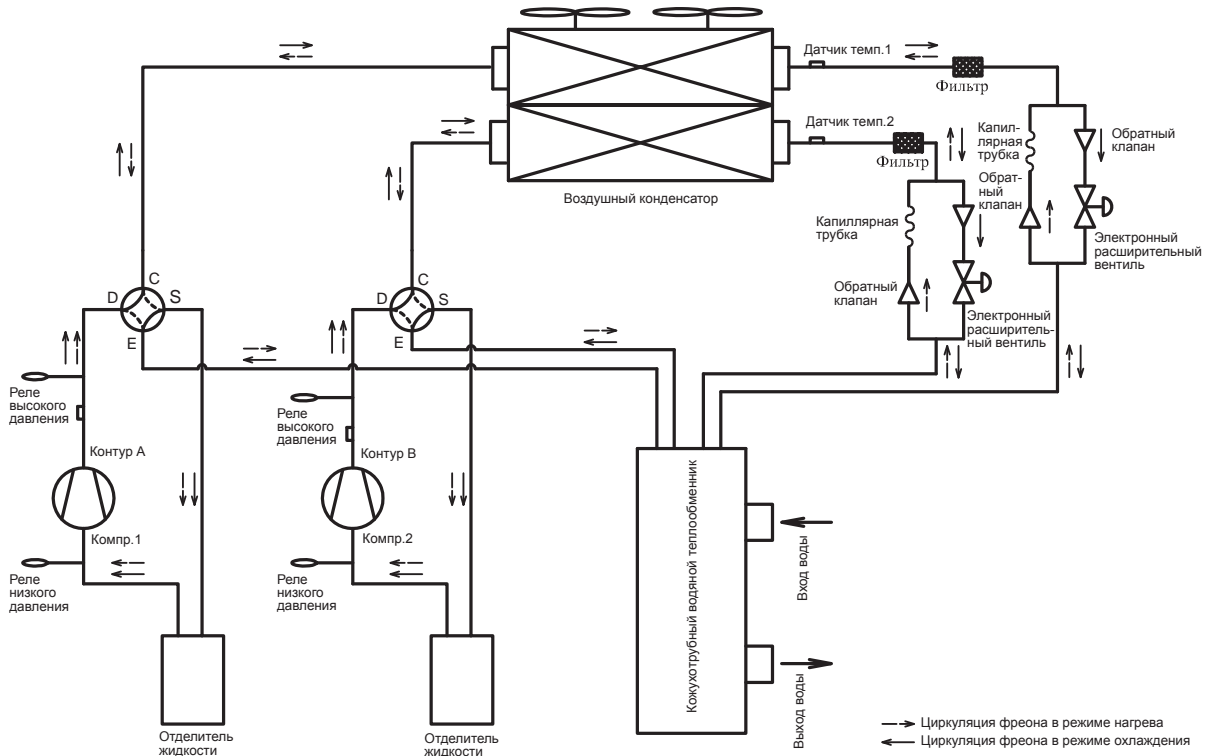 Датчик темп.1
Фильтр
Капил-
лярная
трубка
Обратный
клапан
Датчик темп.2
Фильтр
Обрат-
ный
клапан
Воздушный конденсатор
Капиллярная
трубка
Электронный
расширительный
вентиль
Обратный
клапан
Электронный
расширитель-
ный вентиль
C
D
S
E
C
D
S
E
Реле
высокого
давления
Реле
высокого
давления
Контур А
Контур В
Компр.1
Компр.2
Реле
низкого
давления
Реле
низкого
давления
Кожухотрубный водяной теплообменник
Вход воды
Выход воды
Отделитель
жидкости
Отделитель
жидкости
Циркуляция фреона в режиме нагрева
Циркуляция фреона в режиме охлаждения